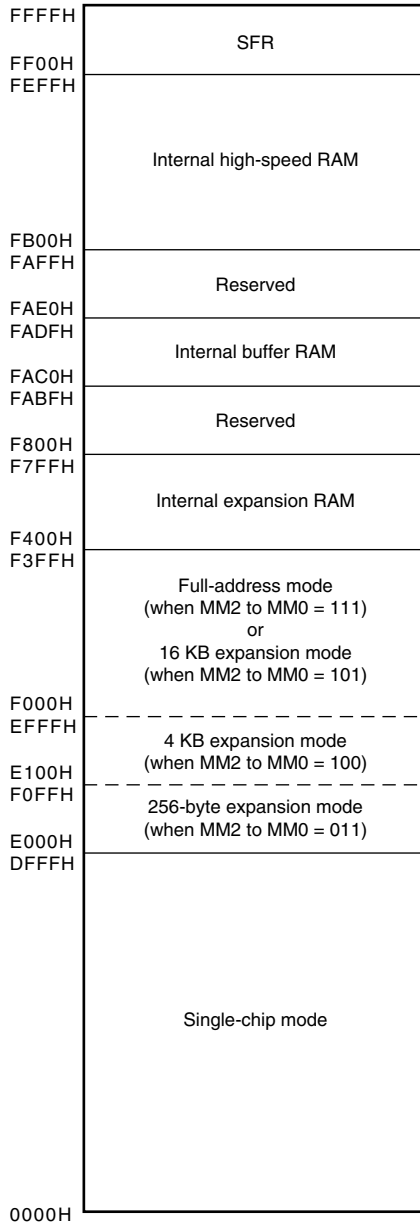 FFFFH
SFR
FF00H
FEFFH
Internal high-speed RAM
FB00H
FAFFH
Reserved
FAE0H
FADFH
Internal buffer RAM
FAC0H
FABFH
Reserved
F800H
F7FFH
Internal expansion RAM
F400H
F3FFH
Full-address mode
(when MM2 to MM0 = 111)
or
16 KB expansion mode
(when MM2 to MM0 = 101)
F000H
EFFFH
4 KB expansion mode
(when MM2 to MM0 = 100)
E100H
F0FFH
256-byte expansion mode
(when MM2 to MM0 = 011)
E000H
DFFFH
Single-chip mode
0000H